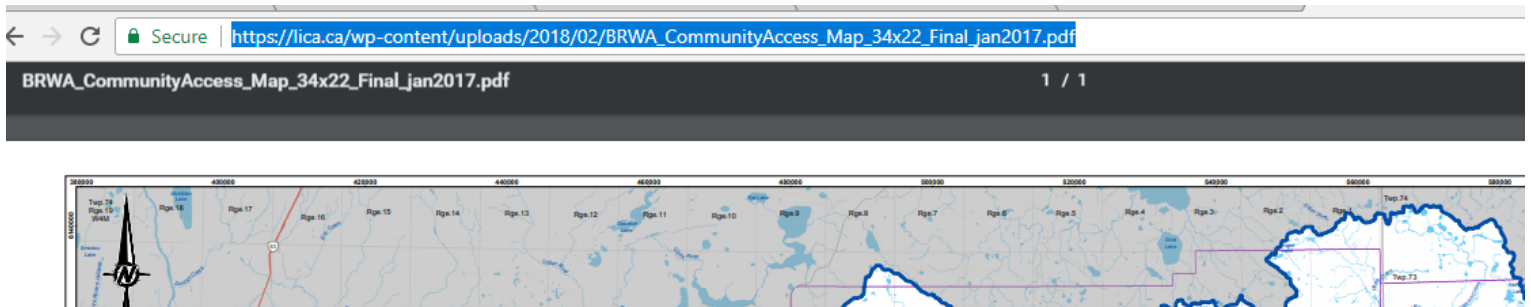 Secure https://lica.ca/wp-content/uploads/2018/02/BRWA_CommunityAccess_Map_34x22_Final_jan2017.pdf
BRWA_CommunityAccess_Map_34x22_Final_jan2017.pdf 1 / 1
380000 400000 420000 440000 460000 480000 500000 520000 540000 560000 580000
Twp.74 Twp.74
Rge.19 Rge.18 Rge.17 Rge.16 Rge.15 Rge.14 Rge.13 Rge.12 Rge.11 Rge.10 Rge.9 Rge.8 Rge.7 Rge.6 Rge.5 Rge.4 Rge.3 Rge.2 Rge.1
W4M
6140000
63
N
Twp.73